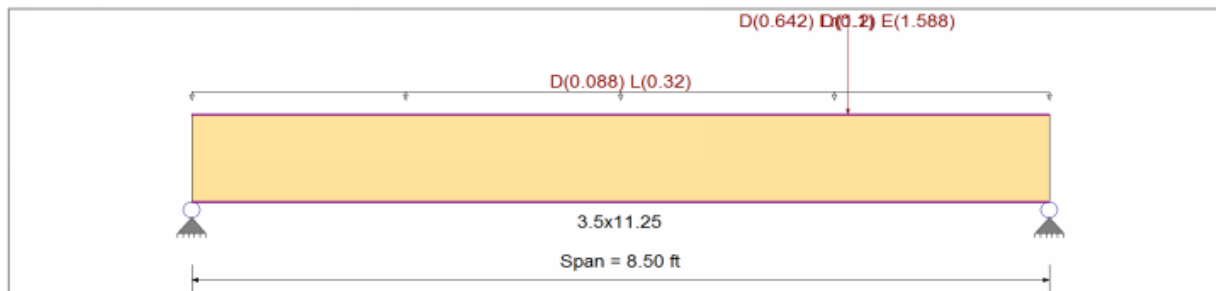 D(0.642) E(1.588)
D(0.088) L(0.32)
3.5x11.25
Span = 8.50 ft